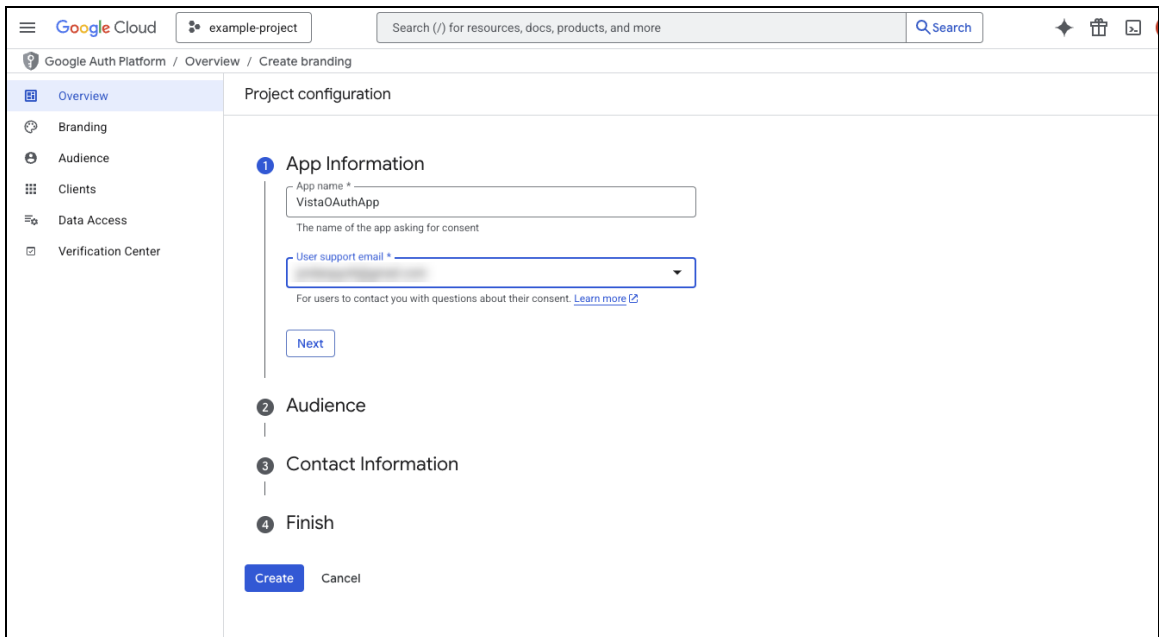 Google Cloud
example-project
Search (/) for resources, docs, products, and more
Search
Google Auth Platform / Overview / Create branding
Overview
Branding
Audience
Clients
Data Access
Verification Center
Project configuration
1 App Information
App name *
VistaOAuthApp
The name of the app asking for consent
User support email *
For users to contact you with questions about their consent. Learn more
Next
2 Audience
3 Contact Information
4 Finish
Create Cancel